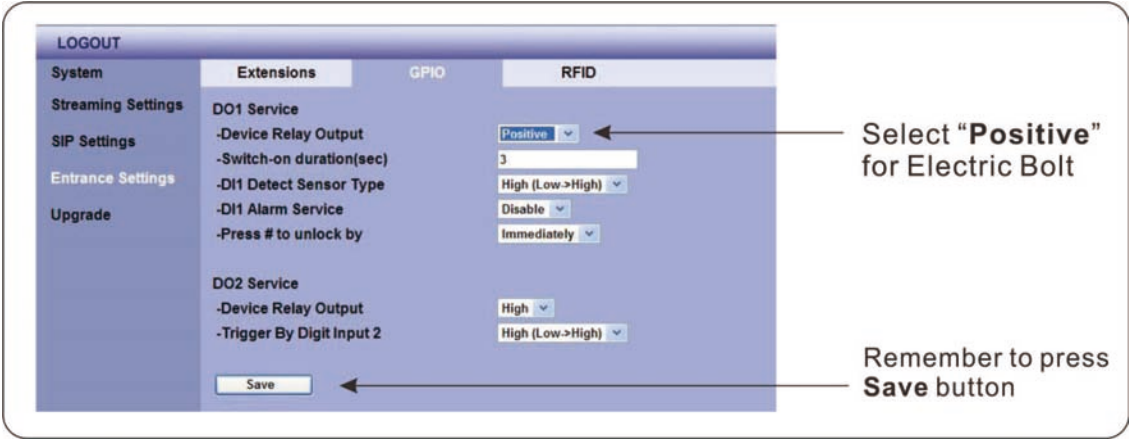 LOGOUT
System
Streaming Settings
SIP Settings
Entrance Settings
Upgrade
Extensions GPIO RFID
DO1 Service
-Device Relay Output Positive
-Switch-on duration(sec) 3
-DI1 Detect Sensor Type High (Low->High)
-DI1 Alarm Service Disable
-Press # to unlock by Immediately
DO2 Service
-Device Relay Output High
-Trigger By Digit Input 2 High (Low->High)
Save
Select “Positive”
for Electric Bolt
Remember to press
Save button